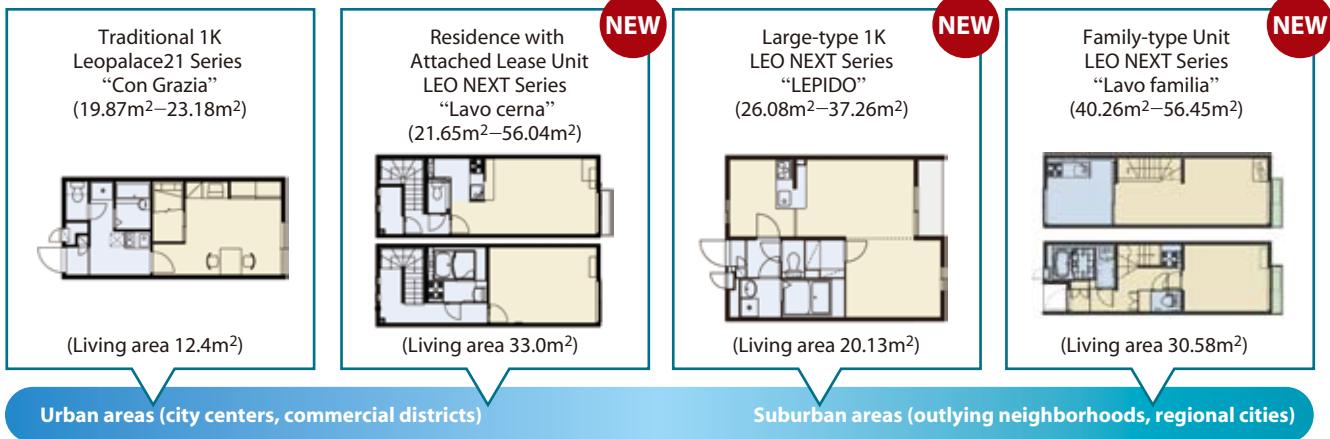 Traditional 1K
Leopalace21 Series
“Con Grazia”
(19.87m²–23.18m²)
(Living area 12.4m²)
NEW
Residence with
Attached Lease Unit
LEO NEXT Series
“Lavo cerna”
(21.65m²–56.04m²)
(Living area 33.0m²)
NEW
Large-type 1K
LEO NEXT Series
“LEPIDO”
(26.08m²–37.26m²)
(Living area 20.13m²)
NEW
Family-type Unit
LEO NEXT Series
“Lavo familia”
(40.26m²–56.45m²)
(Living area 30.58m²)
Urban areas (city centers, commercial districts)
Suburban areas (outlying neighborhoods, regional cities)